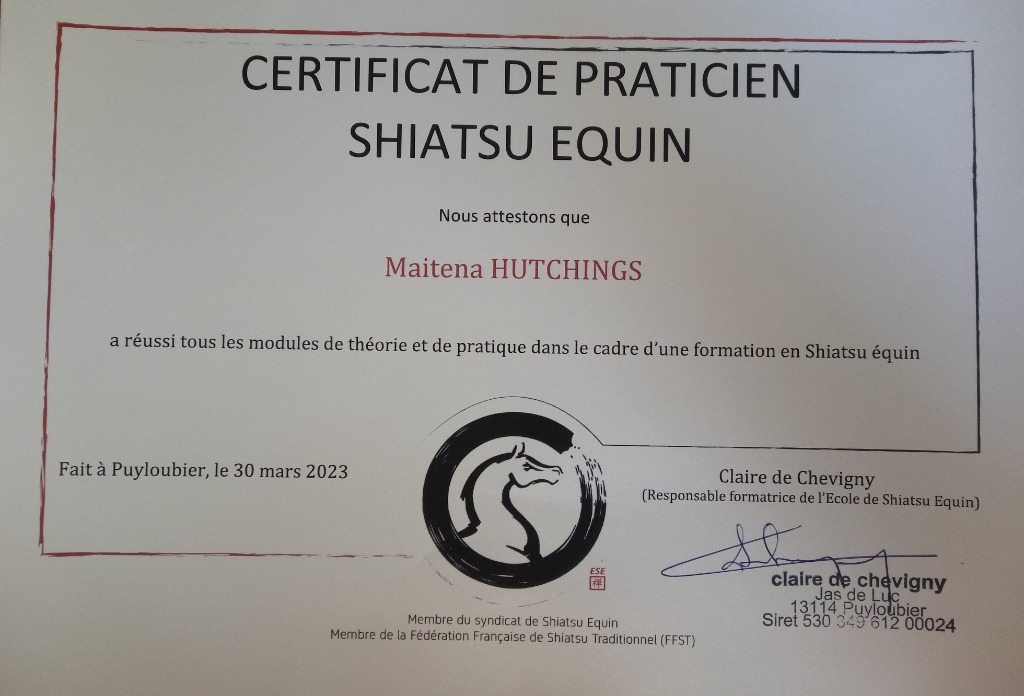 CERTIFICAT DE PRATICIEN
SHIATSU EQUIN
Nous attestons que
Maitena HUTCHINGS
a réussi tous les modules de théorie et de pratique dans le cadre d'une formation en Shiatsu équin
Fait à Puyloubier, le 30 mars 2023
Claire de Chevigny
(Responsable formatrice de l'Ecole de Shiatsu Equin)
ESE
禅
claire de chevigny
Jas de Luc
13114 Puyloubier
Siret 530 349 612 00024
Membre du syndicat de Shiatsu Equin
Membre de la Fédération Française de Shiatsu Traditionnel (FFST)